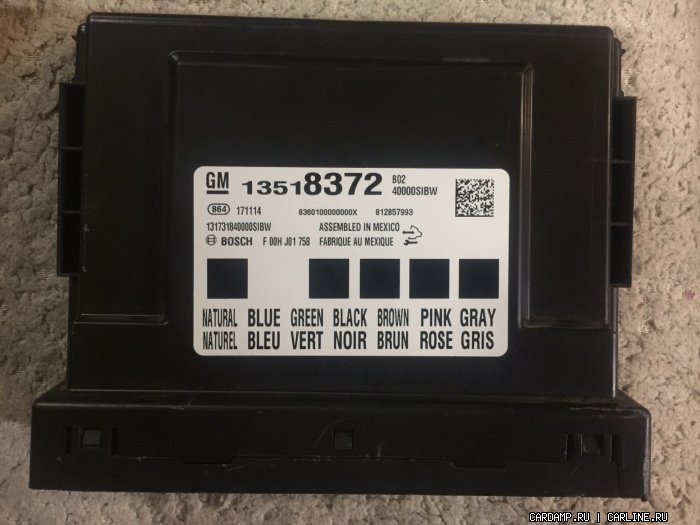 GM 13518372 B02
40000SIBW
864 171114 8360100000000X 812857993
131731840000SIBW ASSEMBLED IN MEXICO
BOSCH F 00H J01 758 FABRIQUE AU MEXIQUE
NATURAL BLUE GREEN BLACK BROWN PINK GRAY
NATUREL BLEU VERT NOIR BRUN ROSE GRIS
CARDAMP.RU | CARLINE.RU